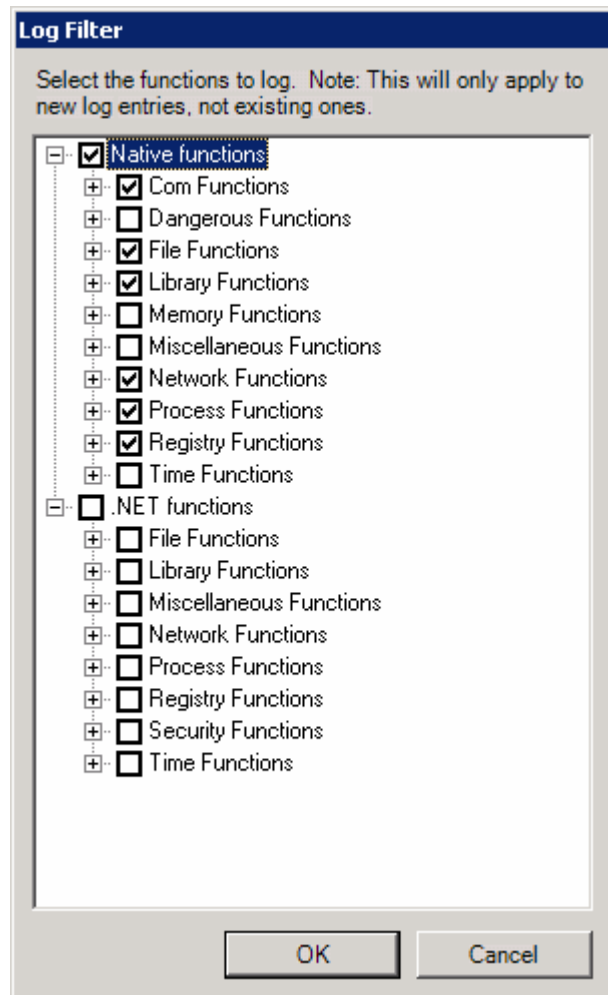 Log Filter
Select the functions to log.  Note: This will only apply to
new log entries, not existing ones.
Native functions
Com Functions
Dangerous Functions
File Functions
Library Functions
Memory Functions
Miscellaneous Functions
Network Functions
Process Functions
Registry Functions
Time Functions
.NET functions
File Functions
Library Functions
Miscellaneous Functions
Network Functions
Process Functions
Registry Functions
Security Functions
Time Functions
OK Cancel